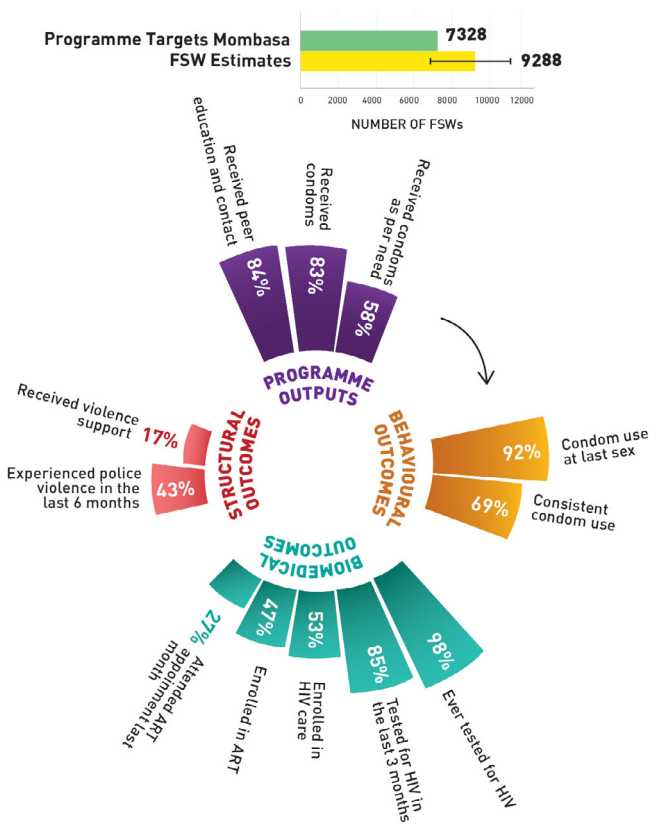 Programme Targets Mombasa
7328
FSW Estimates
9288
0 2000 4000 6000 8000 10000 12000
NUMBER OF FSWs
Received peer
education and contact
84%
Received
condoms
83%
Received condoms
as per need
58%
PROGRAMME
OUTPUTS
BEHAVIOURAL
OUTCOMES
92%
Condom use
at last sex
69%
Consistent
condom use
STRUCTURAL
OUTCOMES
Received violence
support
17%
Experienced police
violence in the
last 6 months
43%
BIOMEDICAL
OUTCOMES
98%
Ever tested for HIV
85%
Tested for HIV in
the last 3 months
53%
Enrolled in
HIV care
47%
Enrolled in ART
27%
Attended ART
appoinment last
month